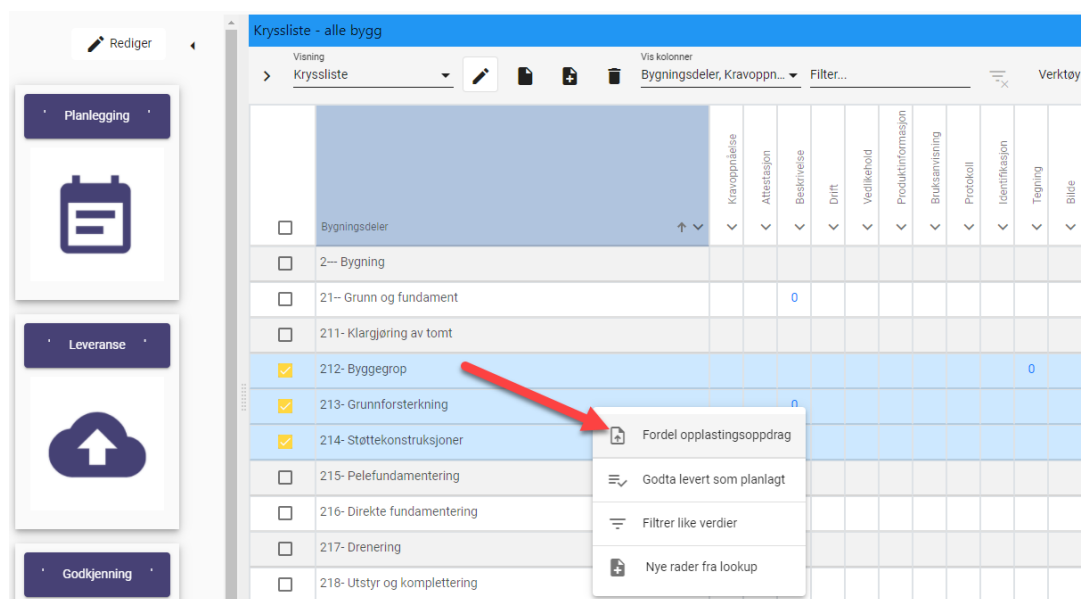 Rediger
Planlegging
Leveranse
Godkjenning
Kryssliste - alle bygg
Visning
Kryssliste
Vis kolonner
Bygningsdeler, Kravoppn...
Filter...
Verktøy
Bygningsdeler
Kravoppnåelse
Attestasjon
Beskrivelse
Drift
Vedlikehold
Produktinformasjon
Bruksanvisning
Protokoll
Identifikasjon
Tegning
Bilde
2--- Bygning
21-- Grunn og fundament 0
211- Klargjøring av tomt
212- Byggegrop 0
213- Grunnforsterkning 0
214- Støttekonstruksjoner
215- Pelefundamentering
216- Direkte fundamentering
217- Drenering
218- Utstyr og komplettering
Fordel opplastingsoppdrag
Godta levert som planlagt
Filtrer like verdier
Nye rader fra lookup